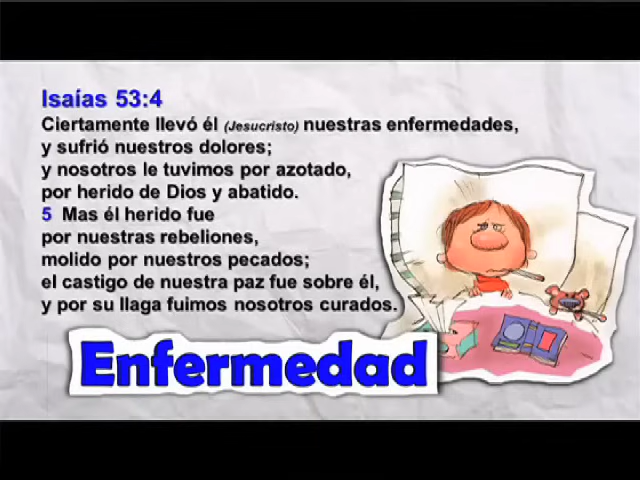 Isaías 53:4
Ciertamente llevó él (Jesucristo) nuestras enfermedades,
y sufrió nuestros dolores;
y nosotros le tuvimos por azotado,
por herido de Dios y abatido.
5 Mas él herido fue
por nuestras rebeliones,
molido por nuestros pecados;
el castigo de nuestra paz fue sobre él,
y por su llaga fuimos nosotros curados.
Enfermedad